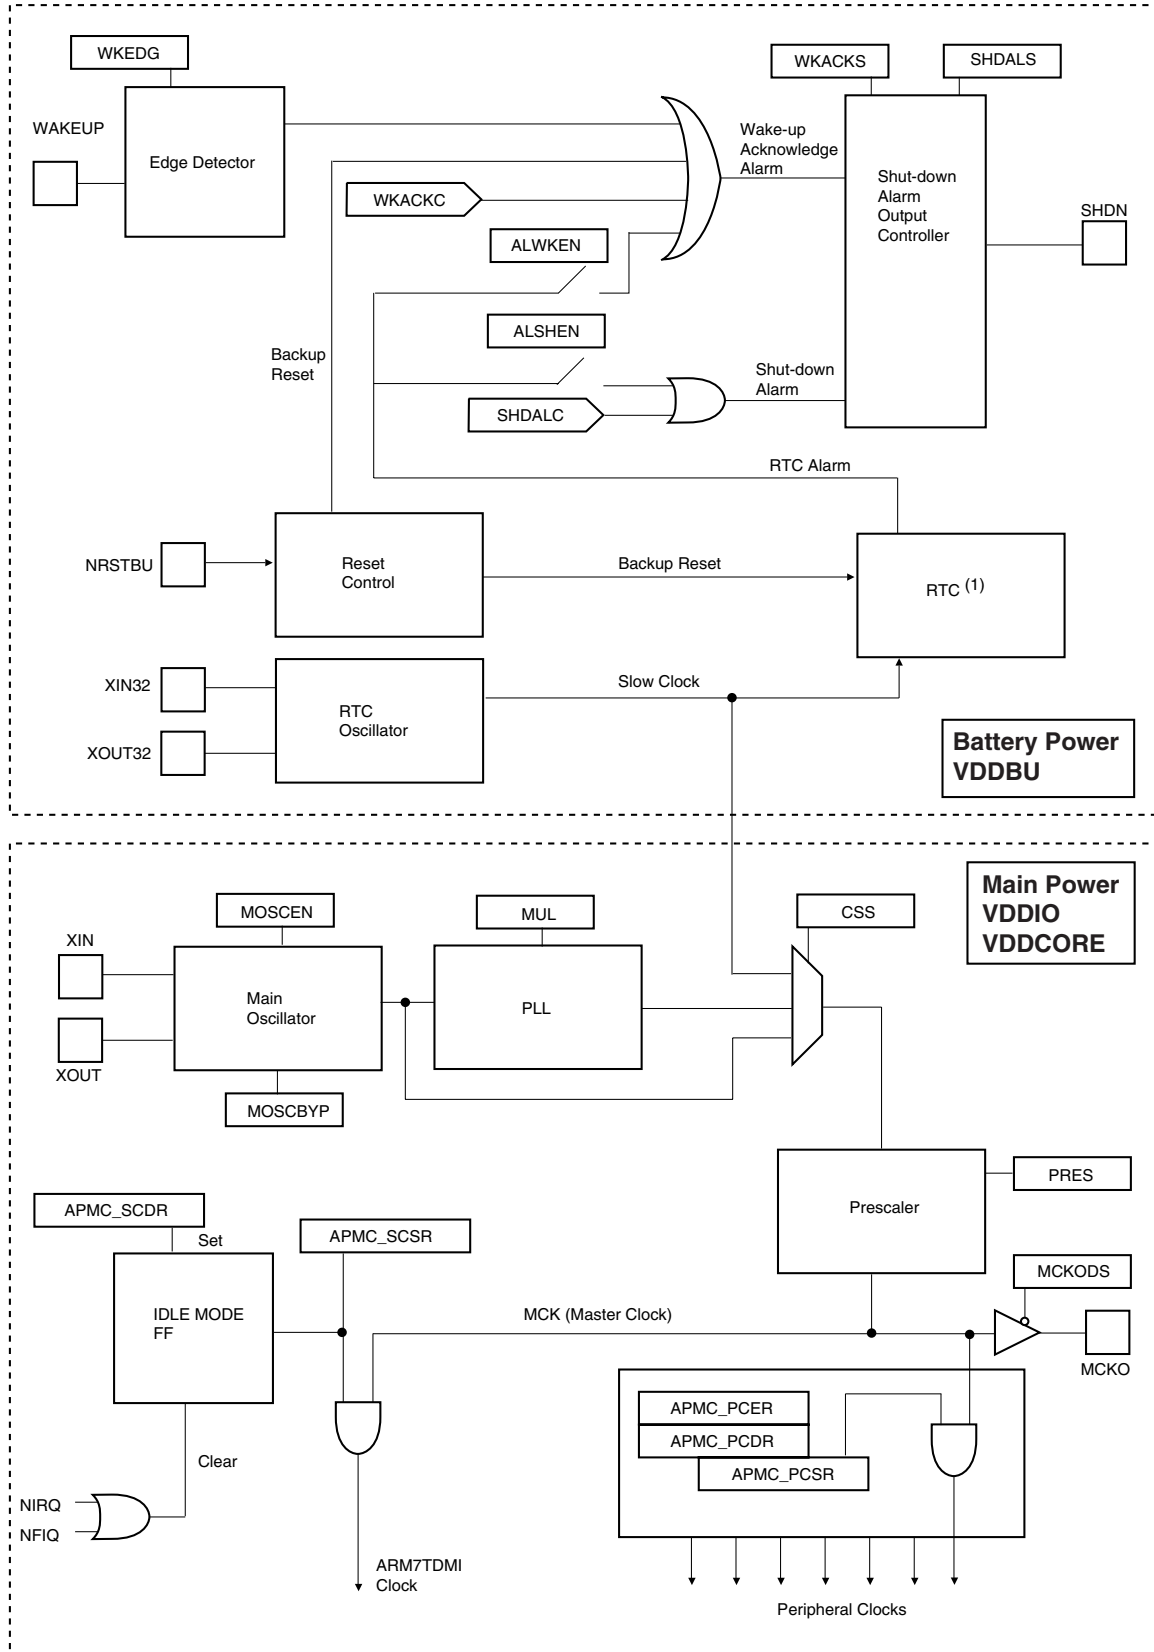 WKEDG
WKACKS
SHDALS
WAKEUP
Edge Detector
Wake-up
Acknowledge
Alarm
Shut-down
Alarm
Output
Controller
WKACKC
SHDN
ALWKEN
ALSHEN
Backup
Reset
Shut-down
Alarm
SHDALC
RTC Alarm
NRSTBU
Reset
Control
Backup Reset
RTC (1)
XIN32
Slow Clock
RTC
Oscillator
XOUT32
Battery Power
VDDBU
Main Power
VDDIO
VDDCORE
MOSCEN
MUL
CSS
XIN
Main
Oscillator
PLL
XOUT
MOSCBYP
Prescaler
PRES
APMC_SCDR
Set
APMC_SCSR
MCKODS
IDLE MODE
FF
MCK (Master Clock)
MCKO
APMC_PCER
APMC_PCDR
APMC_PCSR
Clear
NIRQ
NFIQ
ARM7TDMI
Clock
Peripheral Clocks